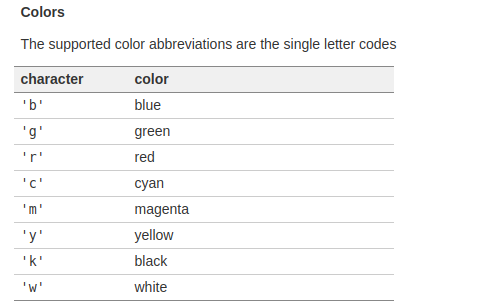 Colors
The supported color abbreviations are the single letter codes
character color
'b' blue
'g' green
'r' red
'c' cyan
'm' magenta
'y' yellow
'k' black
'w' white